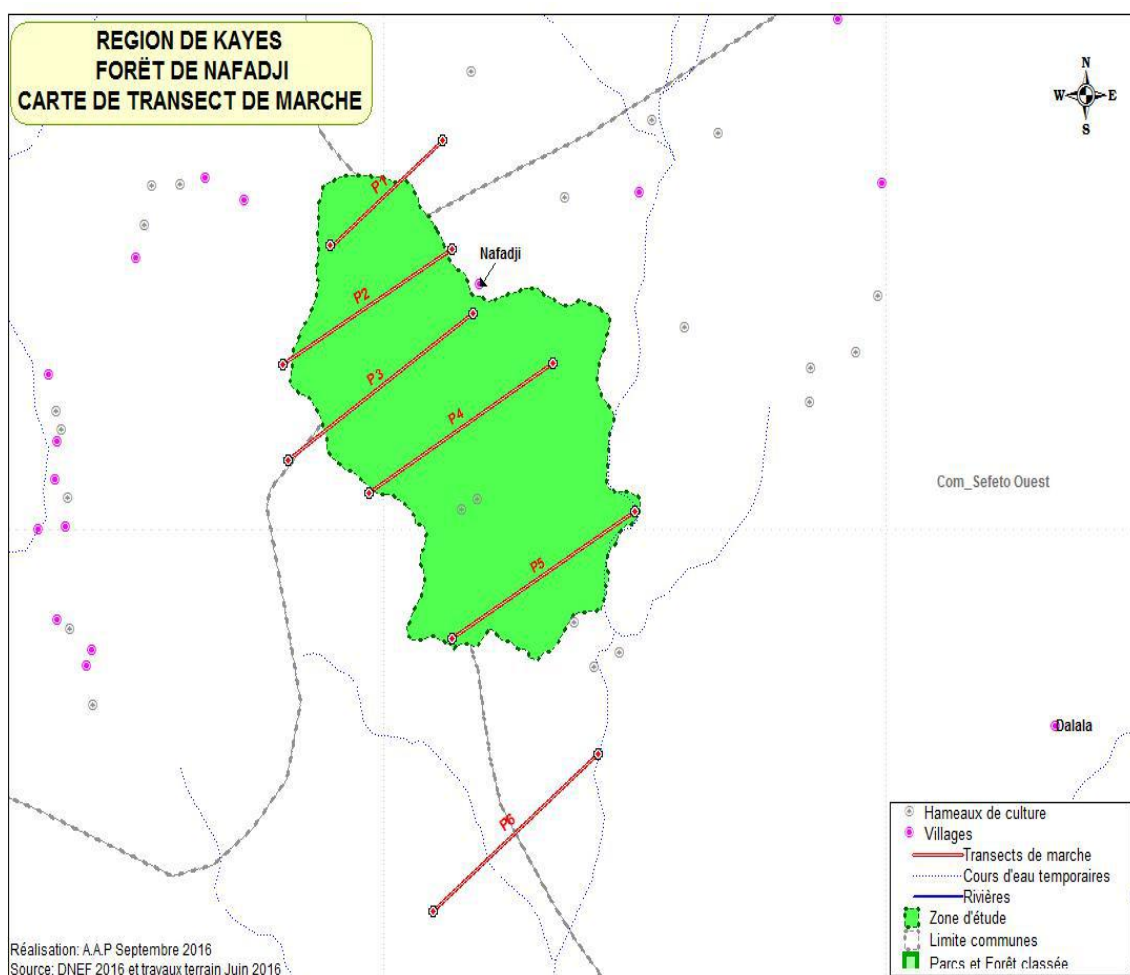 REGION DE KAYES
FORËT DE NAFADJI
CARTE DE TRANSECT DE MARCHE
N
W E
S
P1
Nafadji
P2
P3
P4
Com_Sefeto Ouest
P5
Dalala
P6
Hameaux de culture
Villages
Transects de marche
Cours d'eau temporaires
Rivières
Zone d'étude
Limite communes
Parcs et Forêt classée
Réalisation: A.A.P Septembre 2016
Source: DNEF 2016 et travaux terrain Juin 2016